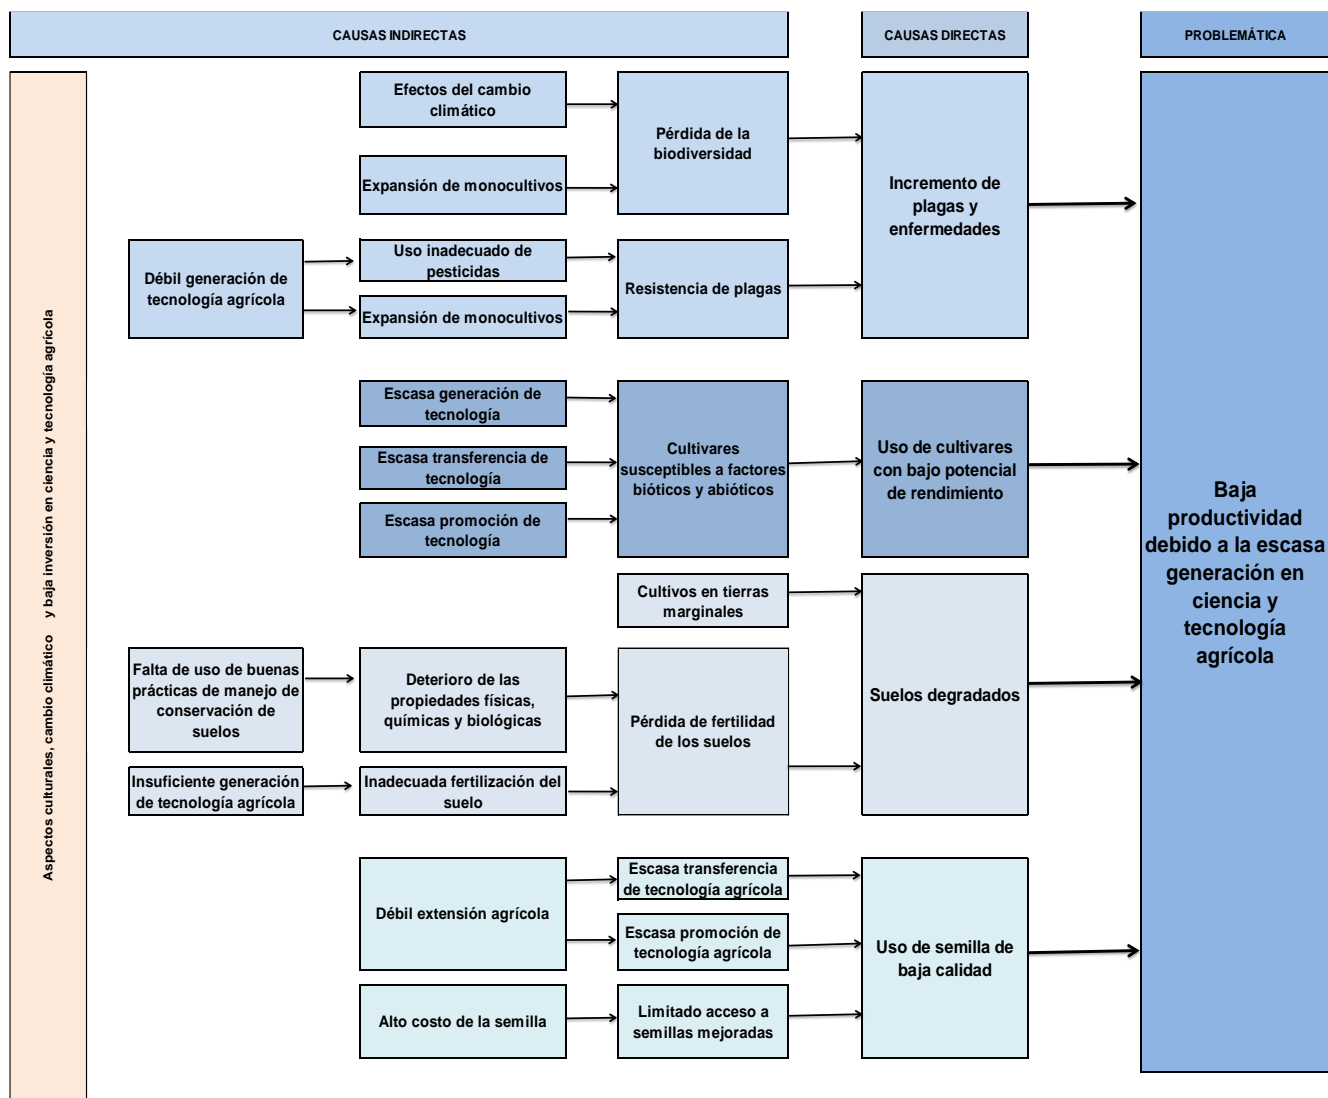 CAUSAS INDIRECTAS
CAUSAS DIRECTAS
PROBLEMÁTICA
Aspectos culturales, cambio climático y baja inversión en ciencia y tecnología agrícola
Efectos del cambio
climático
Expansión de monocultivos
Pérdida de la
biodiversidad
Débil generación de
tecnología agrícola
Uso inadecuado de
pesticidas
Expansión de monocultivos
Resistencia de plagas
Incremento de
plagas y
enfermedades
Escasa generación de
tecnología
Escasa transferencia de
tecnología
Escasa promoción de
tecnología
Cultivares
susceptibles a factores
bióticos y abióticos
Uso de cultivares
con bajo potencial
de rendimiento
Cultivos en tierras
marginales
Falta de uso de buenas
prácticas de manejo de
conservación de
suelos
Deterioro de las
propiedades físicas,
químicas y biológicas
Insuficiente generación
de tecnología agrícola
Inadecuada fertilización del
suelo
Pérdida de fertilidad
de los suelos
Suelos degradados
Débil extensión agrícola
Escasa transferencia
de tecnología agrícola
Escasa promoción de
tecnología agrícola
Alto costo de la semilla
Limitado acceso a
semillas mejoradas
Uso de semilla de
baja calidad
Baja
productividad
debido a la escasa
generación en
ciencia y
tecnología
agrícola